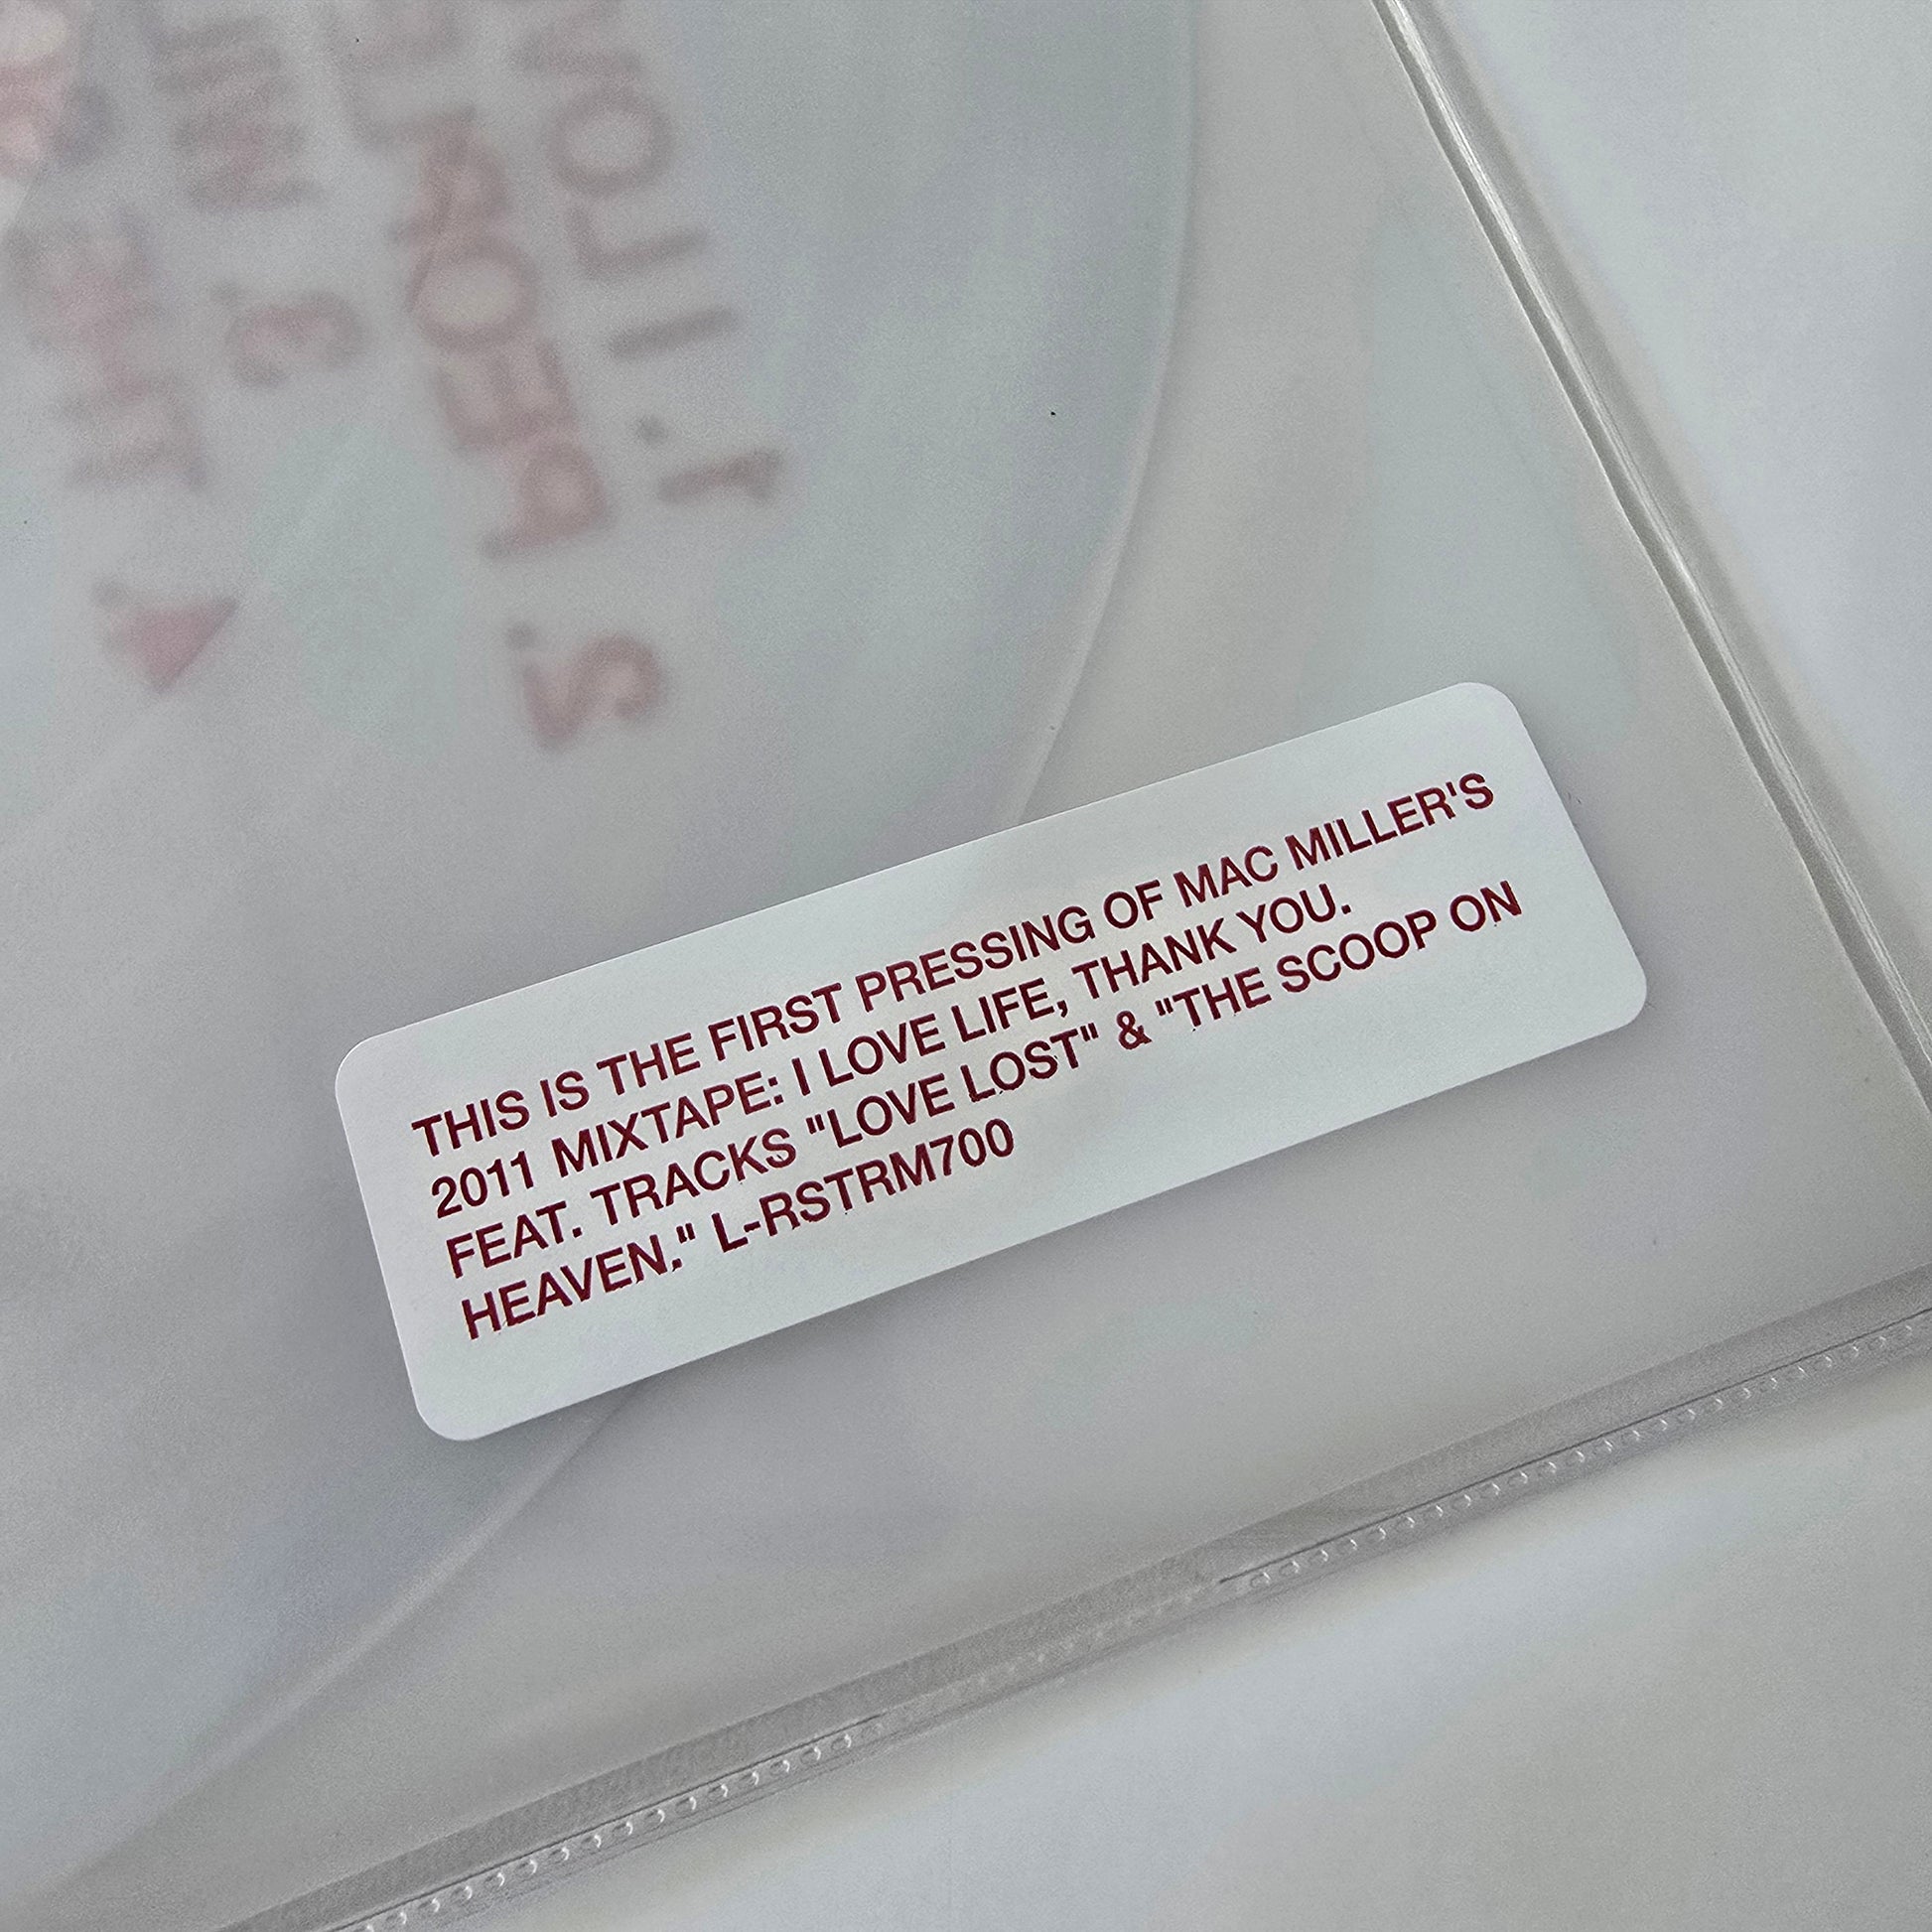 THIS IS THE FIRST PRESSING OF MAC MILLER'S
2011 MIXTAPE: I LOVE LIFE, THANK YOU.
FEAT. TRACKS "LOVE LOST" & "THE SCOOP ON
HEAVEN." L-RSTRM700